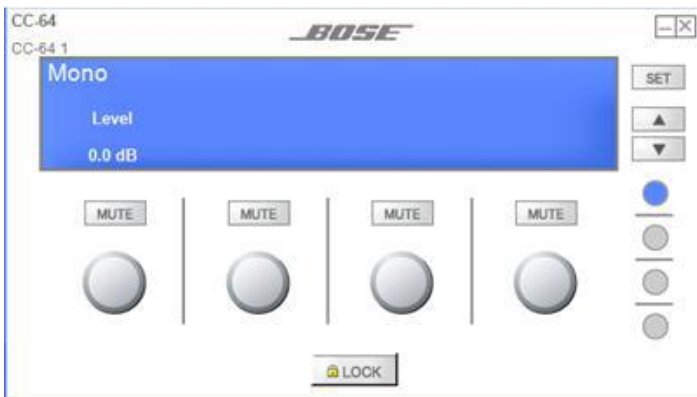 CC-64
BOSE
CC-64 1
Mono
SET
Level
0.0 dB
MUTE
MUTE
MUTE
MUTE
LOCK